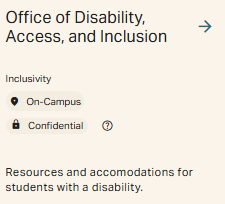 Office of Disability,
Access, and Inclusion
Inclusivity
On-Campus
Confidential
Resources and accomodations for
students with a disability.